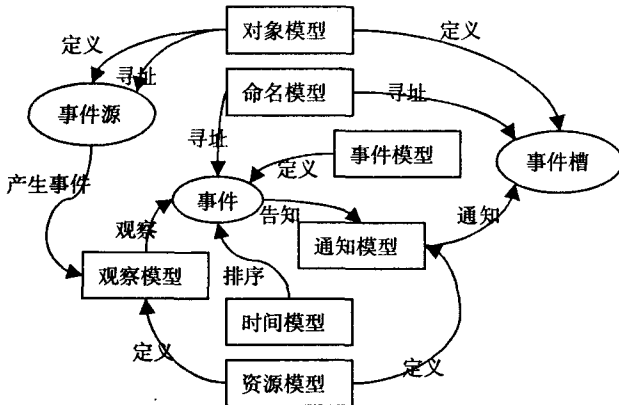 对象模型
定义
定义
寻址
命名模型
寻址
事件源
寻址
事件模型
事件槽
定义
产生事件
事件
告知
通知
观察
通知模型
观察模型
排序
时间模型
定义
定义
资源模型